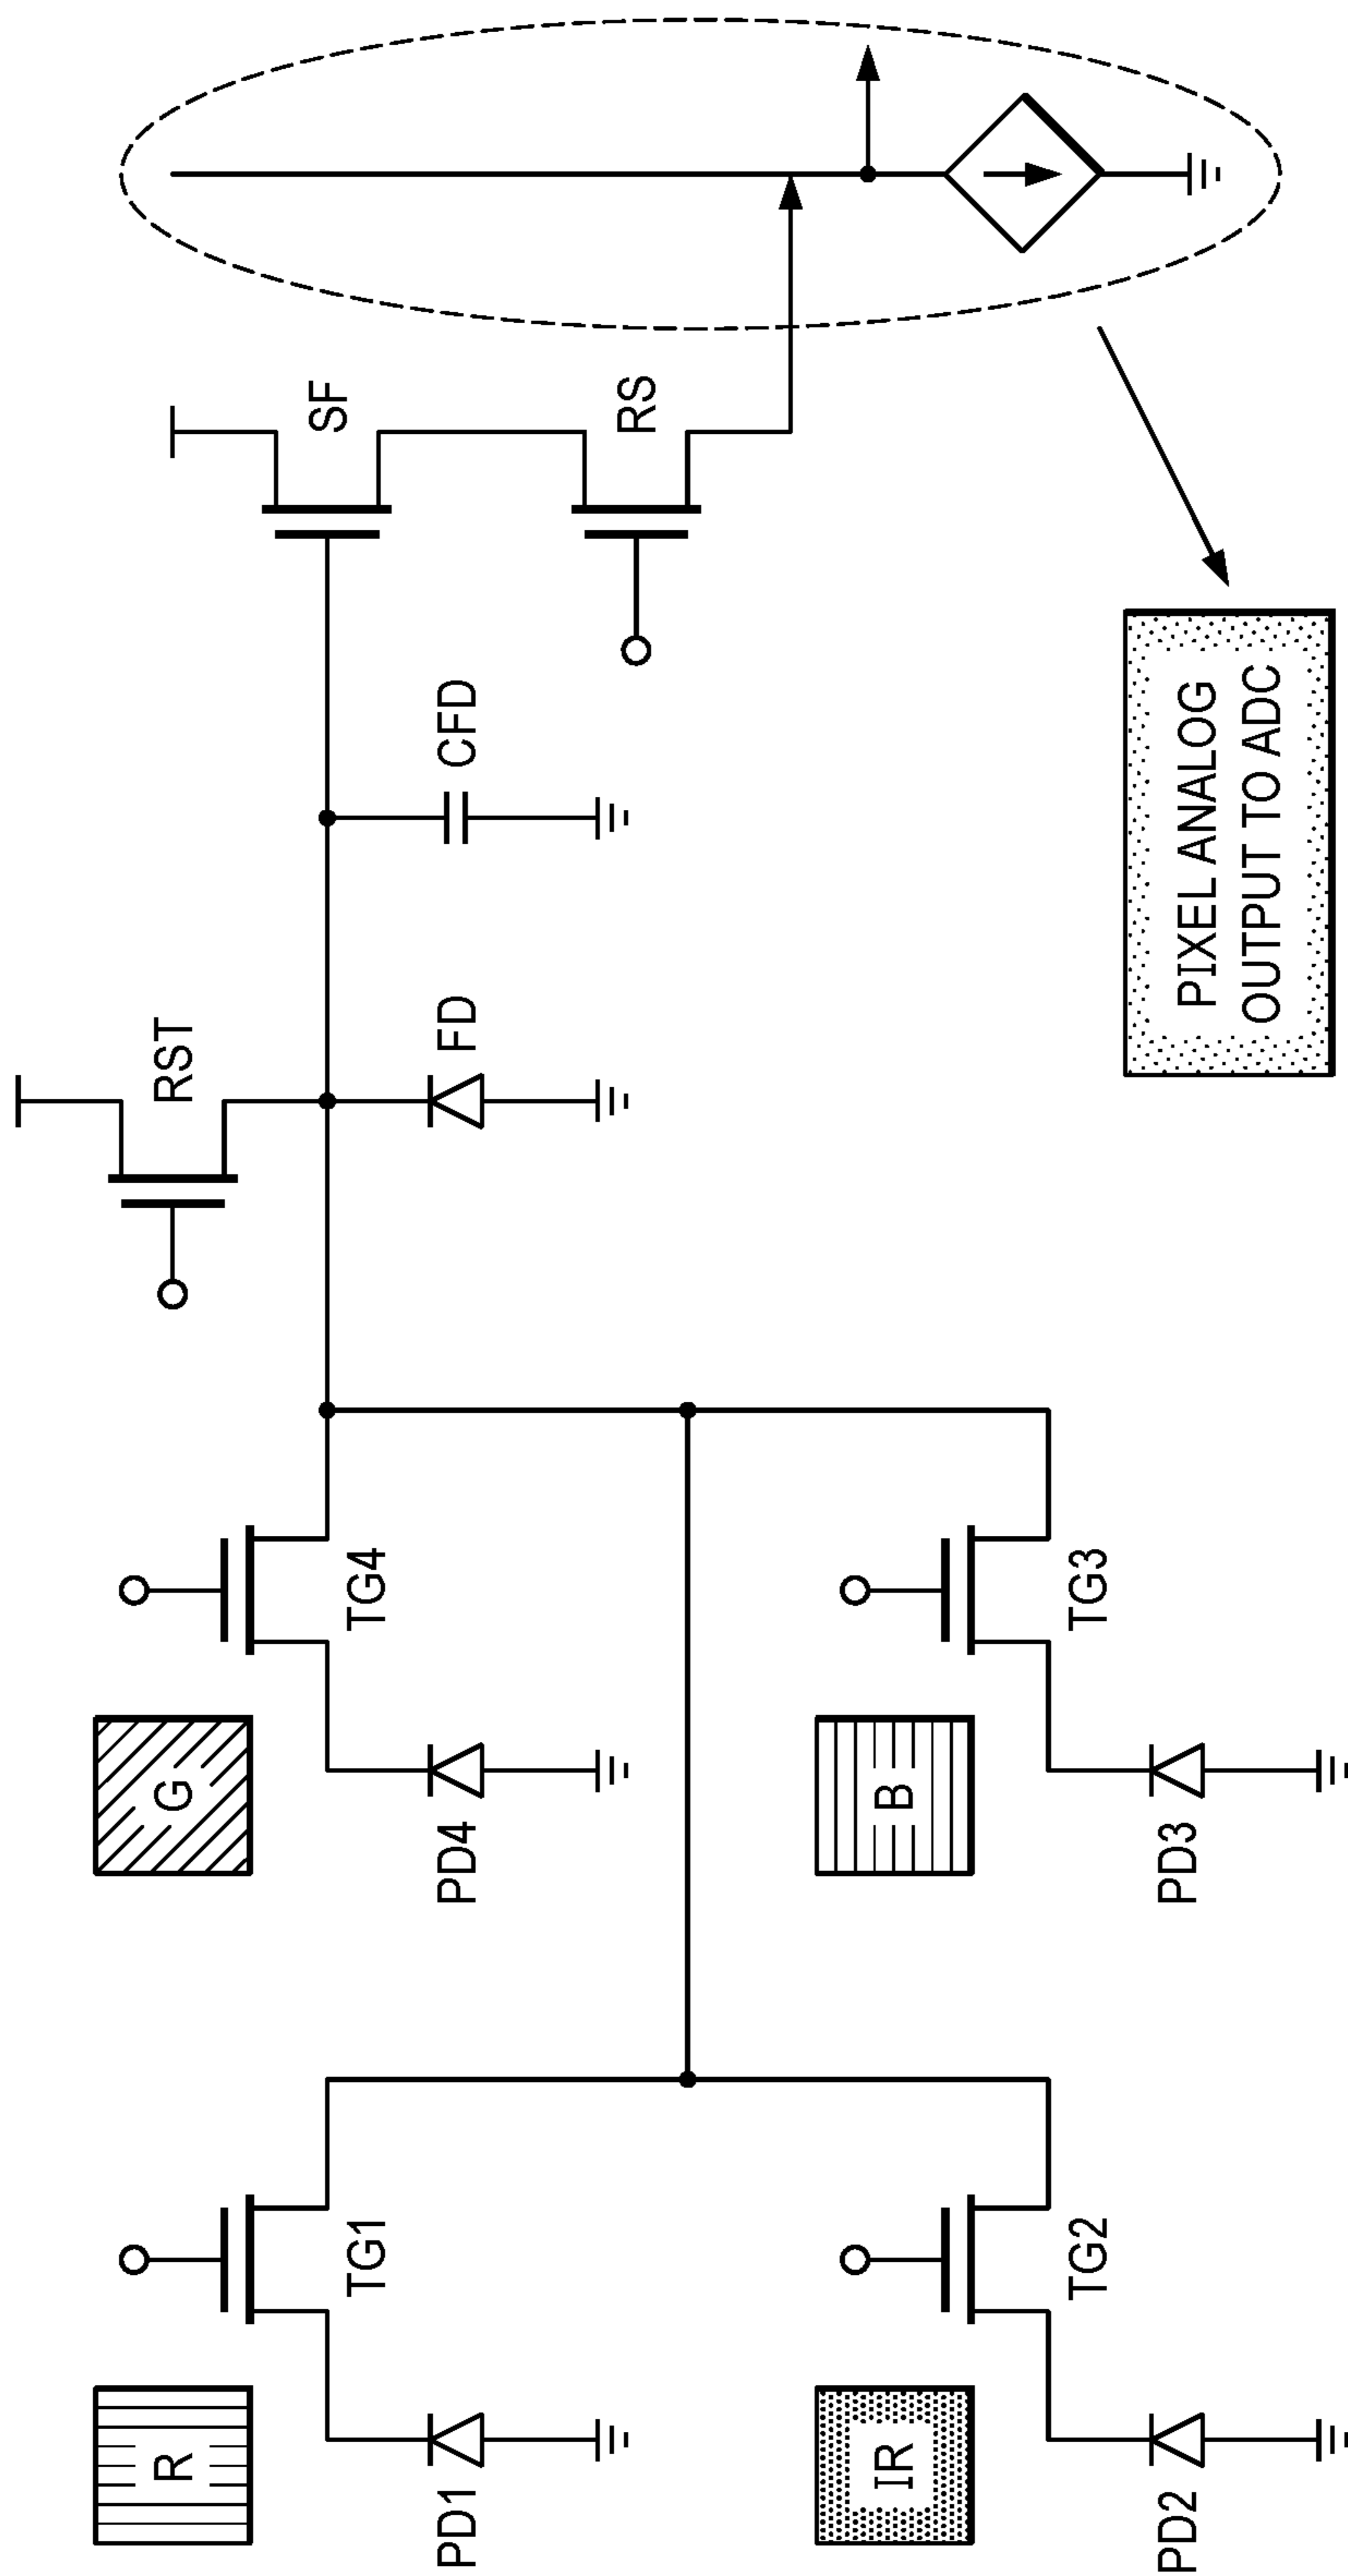 R
G
RST
SF
TG1
TG4
PD1
PD4
FD
CFD
RS
IR
B
TG2
TG3
PD2
PD3
PIXEL ANALOG
OUTPUT TO ADC